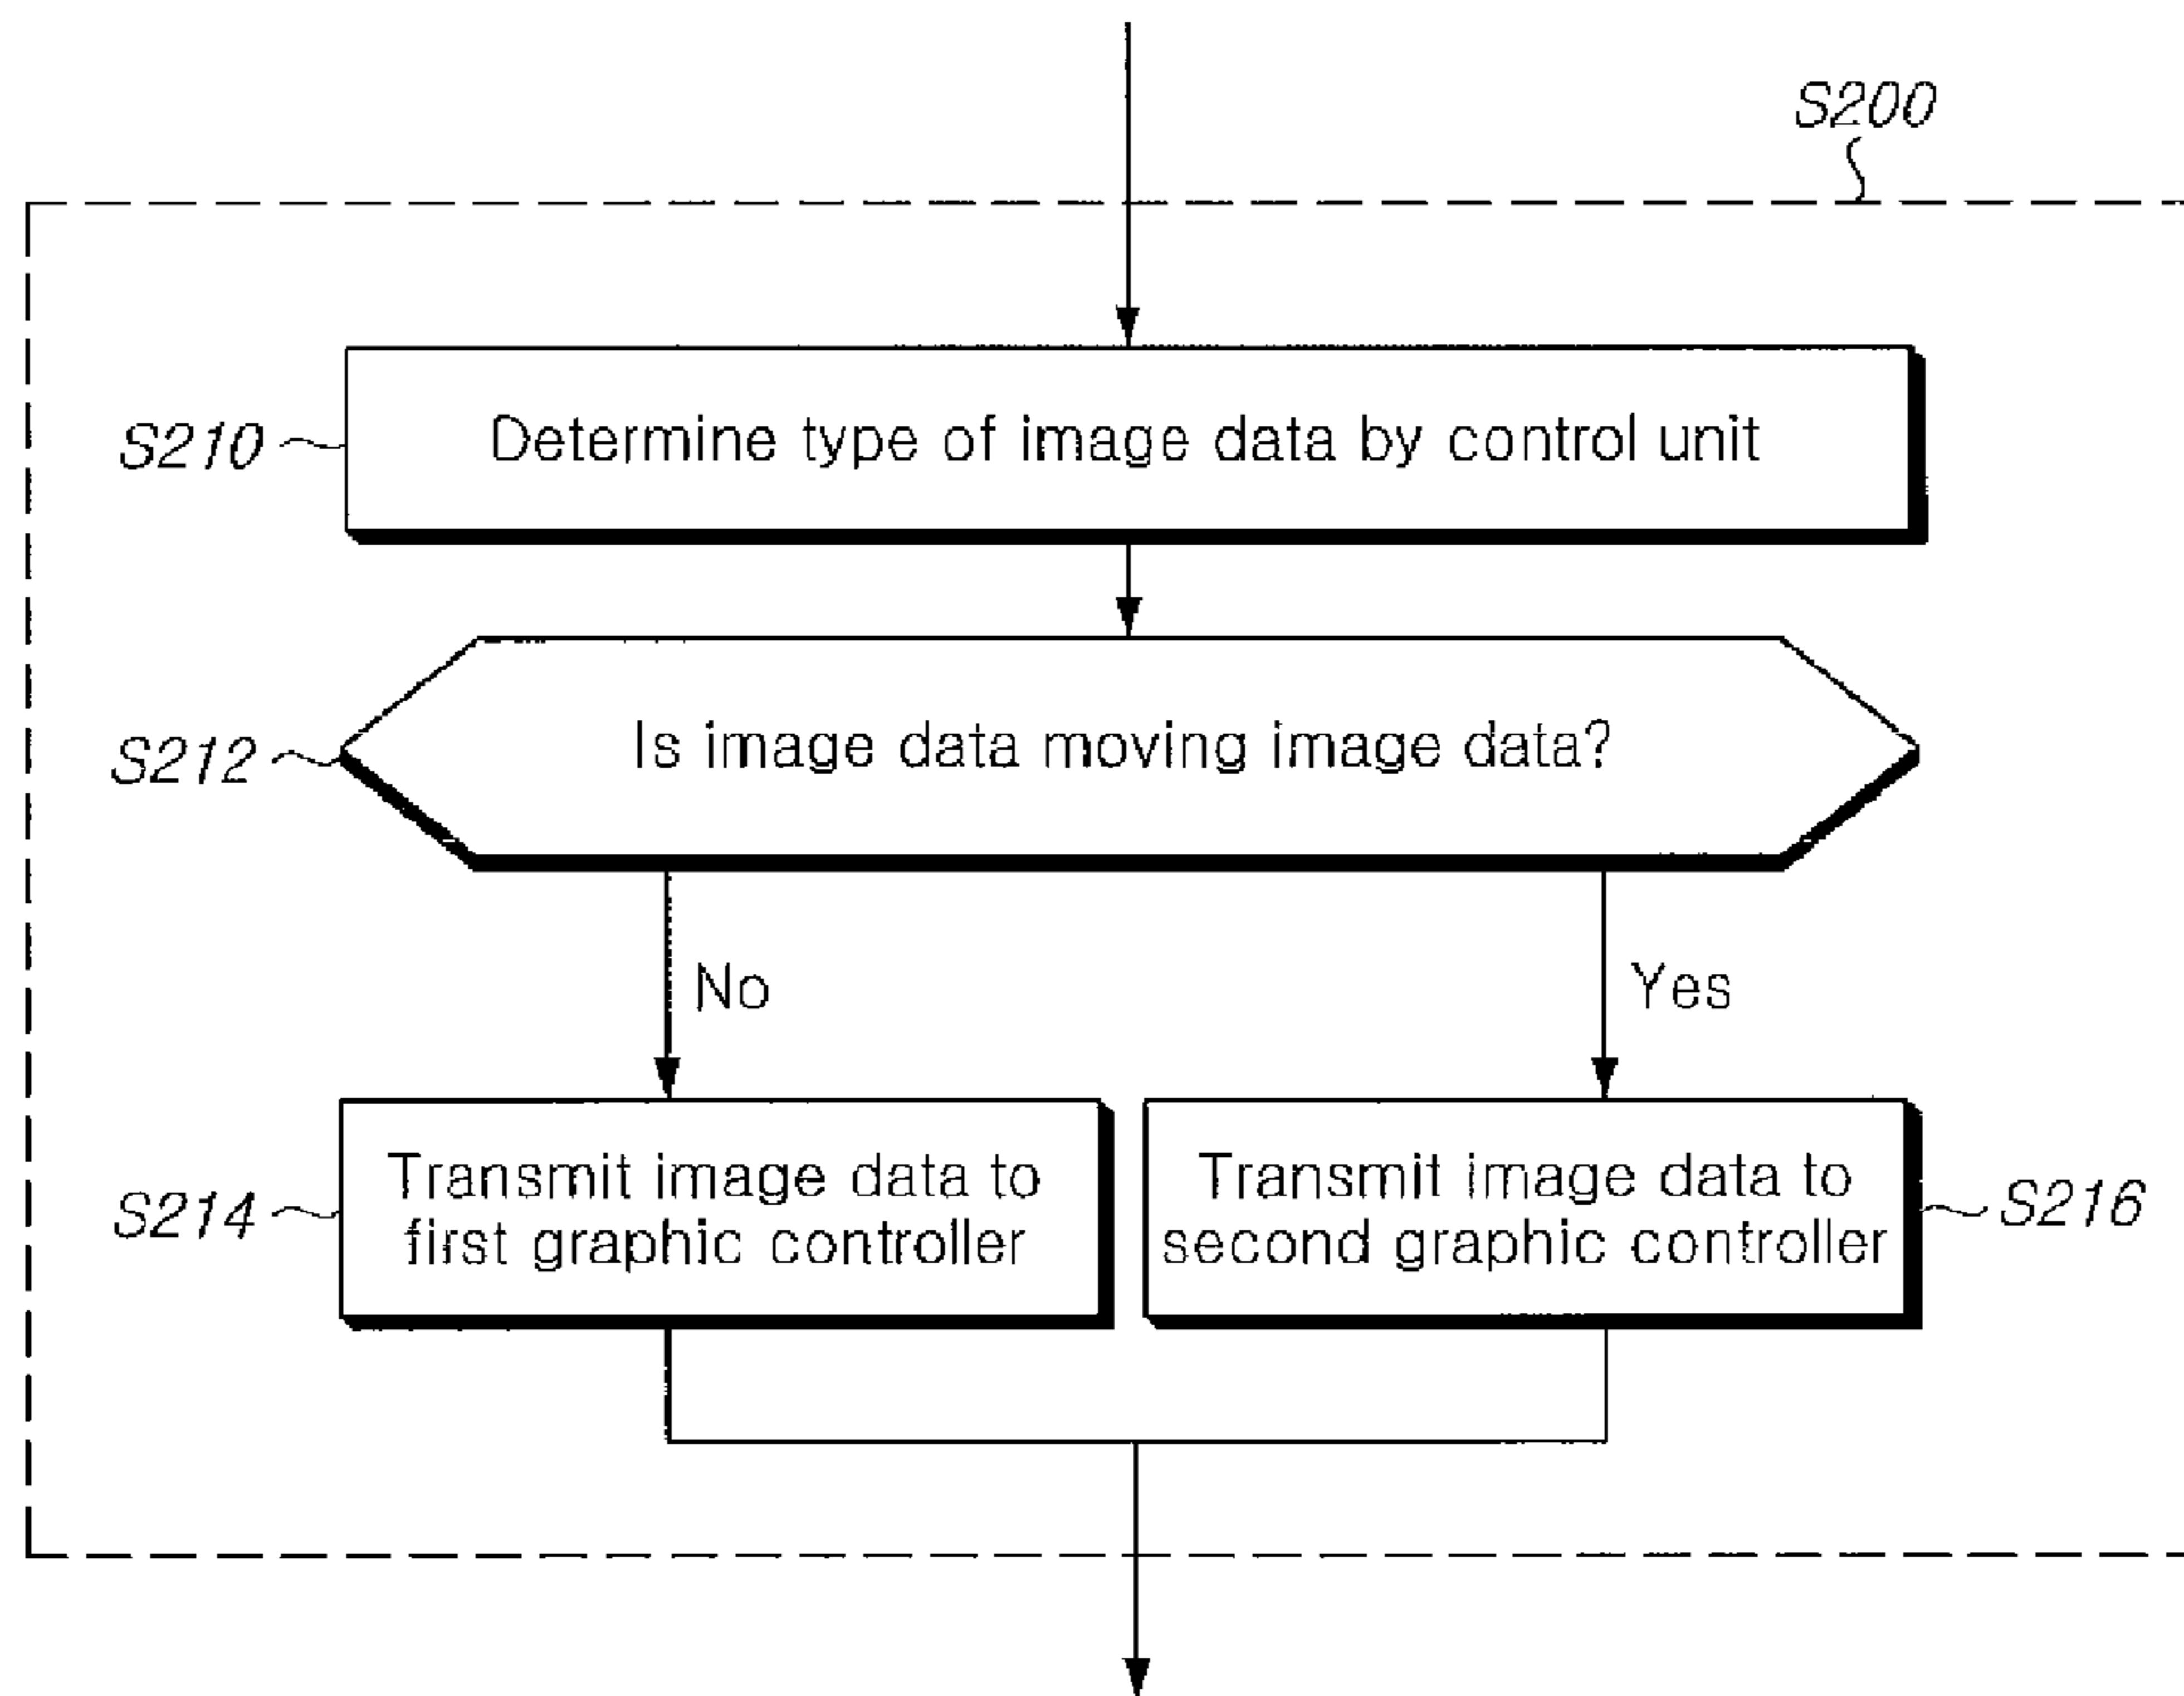 S200
S210
Determine type of image data by control unit
S212
Is image data moving image data?
No
Yes
S214
Transmit image data to
first graphic controller
Transmit image data to
second graphic controller
S216